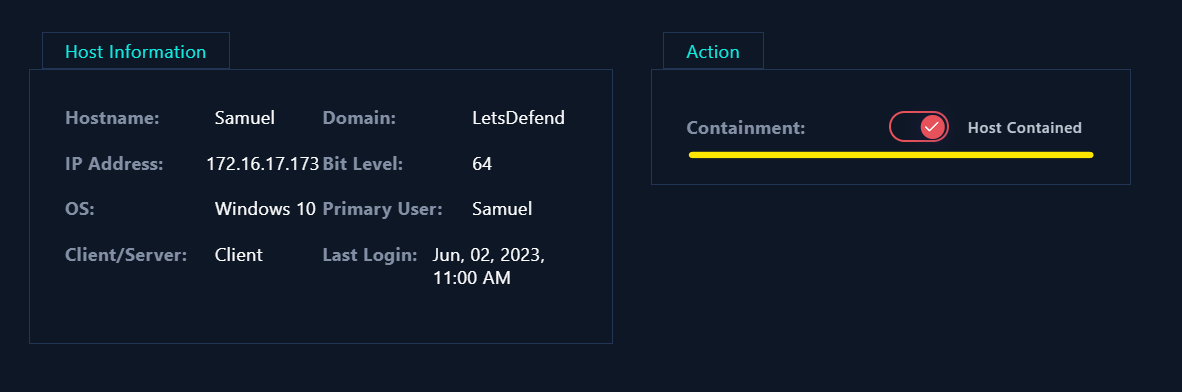 Host Information
Hostname: Samuel Domain: LetsDefend
IP Address: 172.16.17.173 Bit Level: 64
OS: Windows 10 Primary User: Samuel
Client/Server: Client Last Login: Jun, 02, 2023,
11:00 AM
Action
Containment: Host Contained